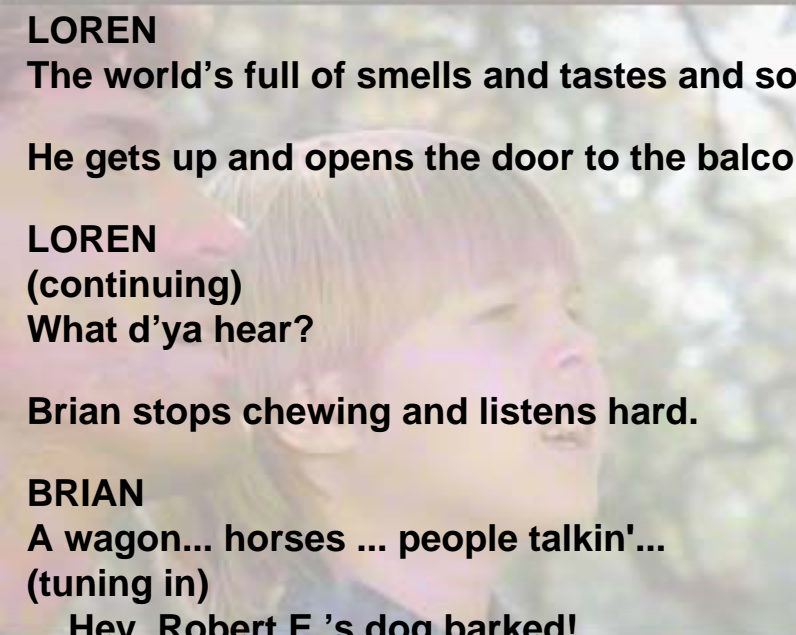 LOREN
The world’s full of smells and tastes and so
He gets up and opens the door to the balco
LOREN
(continuing)
What d’ya hear?
Brian stops chewing and listens hard.
BRIAN
A wagon... horses ... people talkin'...
(tuning in)
Hey, Robert E.’s dog barked!